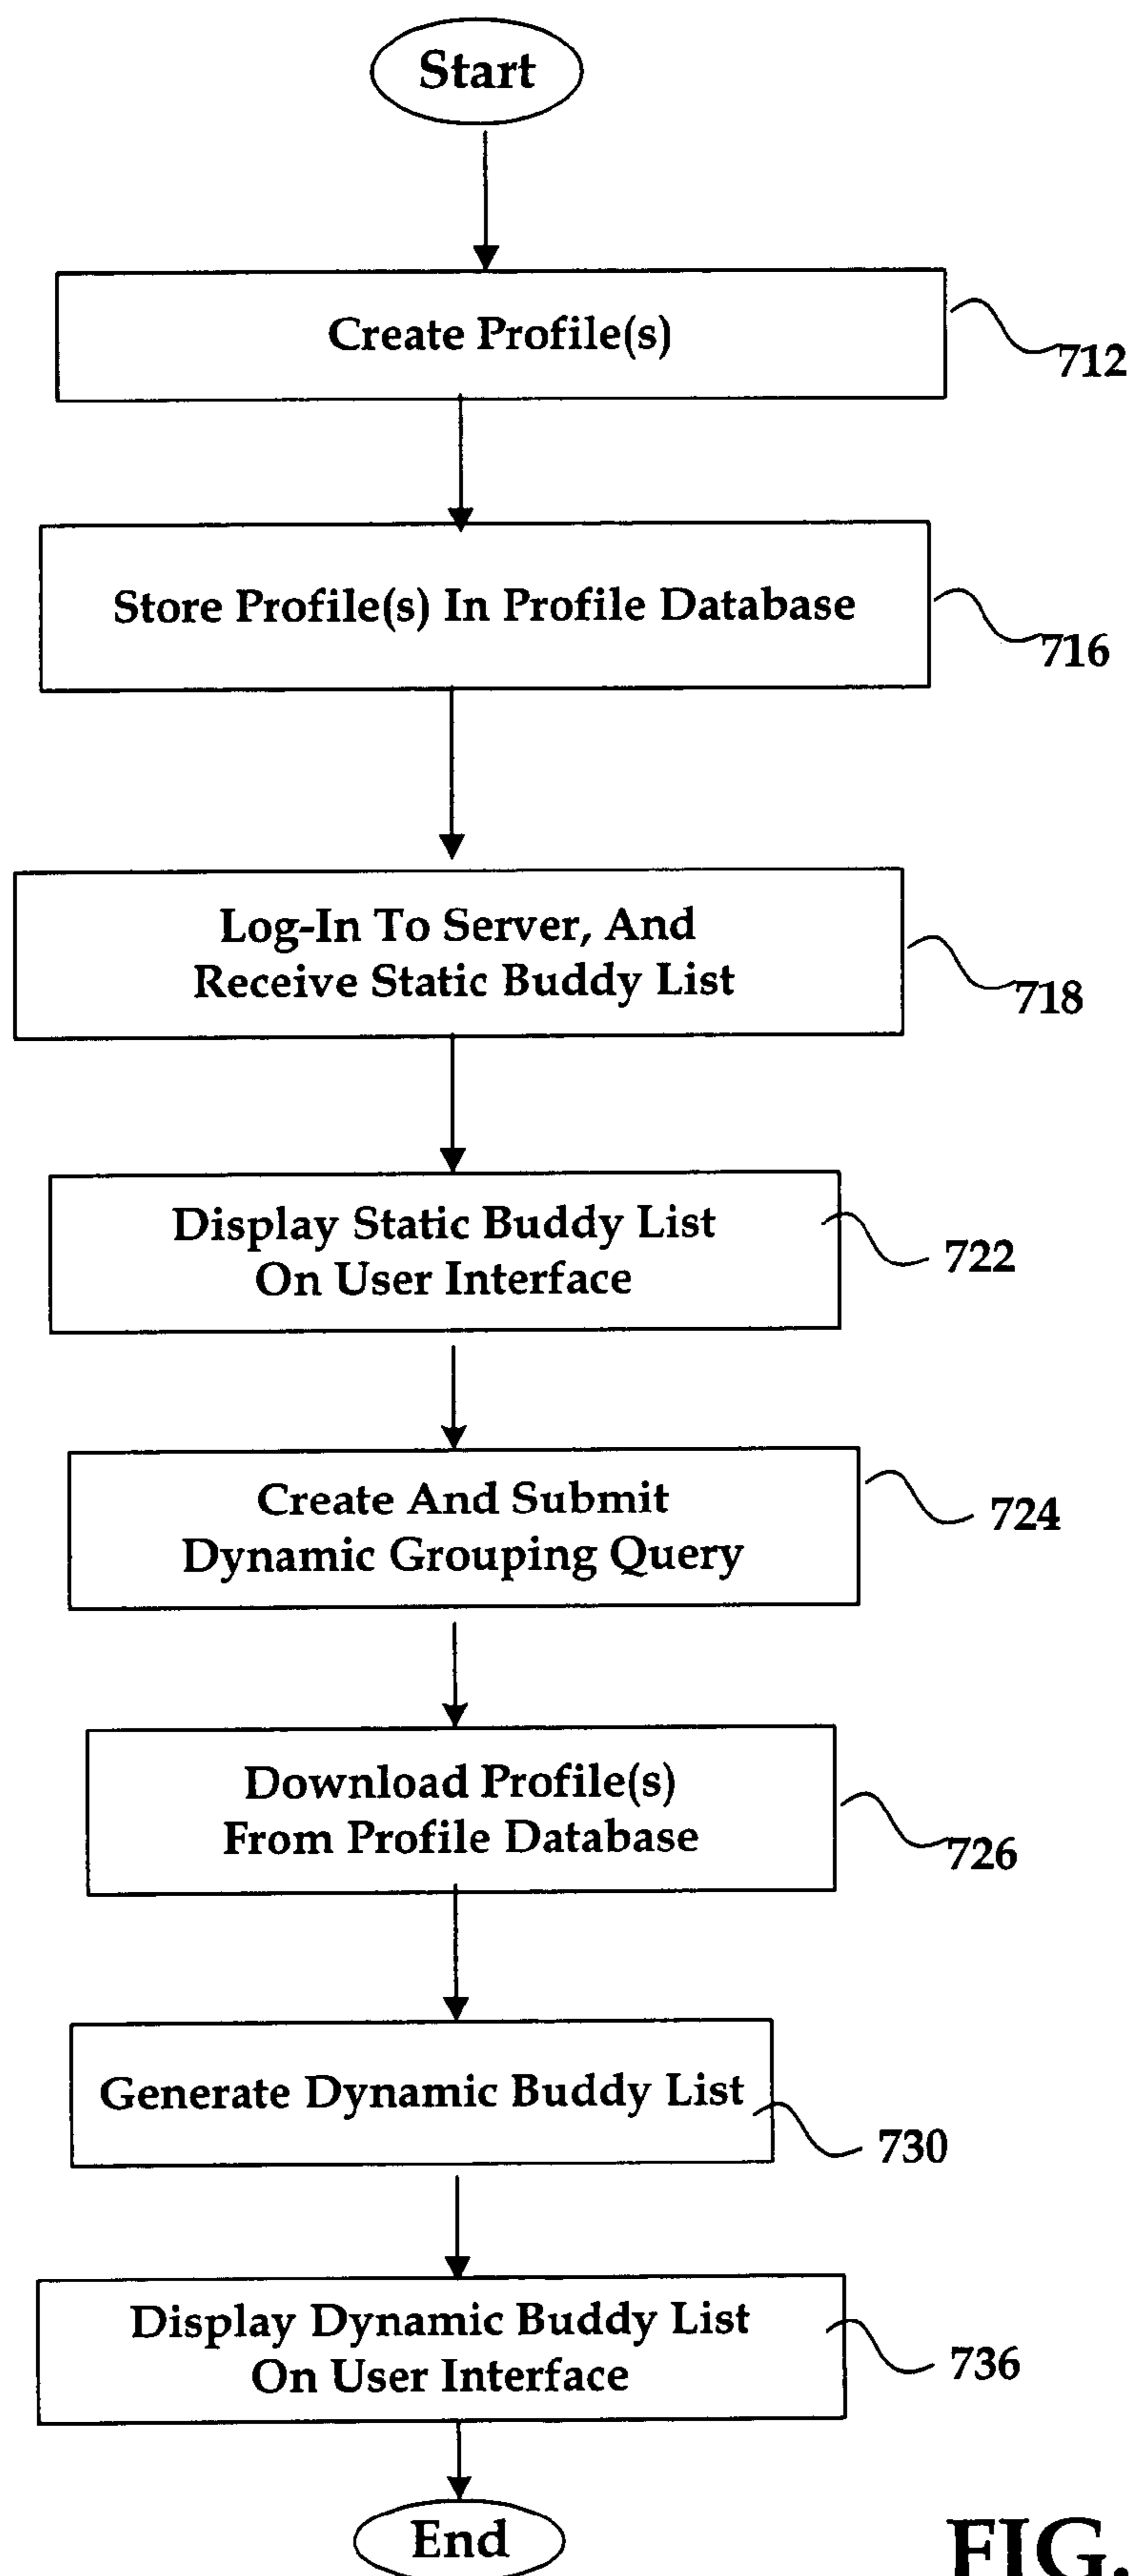 Start
Create Profile(s)
712
Store Profile(s) In Profile Database
716
Log-In To Server, And
Receive Static Buddy List
718
Display Static Buddy List
On User Interface
722
Create And Submit
Dynamic Grouping Query
724
Download Profile(s)
From Profile Database
726
Generate Dynamic Buddy List
730
Display Dynamic Buddy List
On User Interface
736
End
FIG.